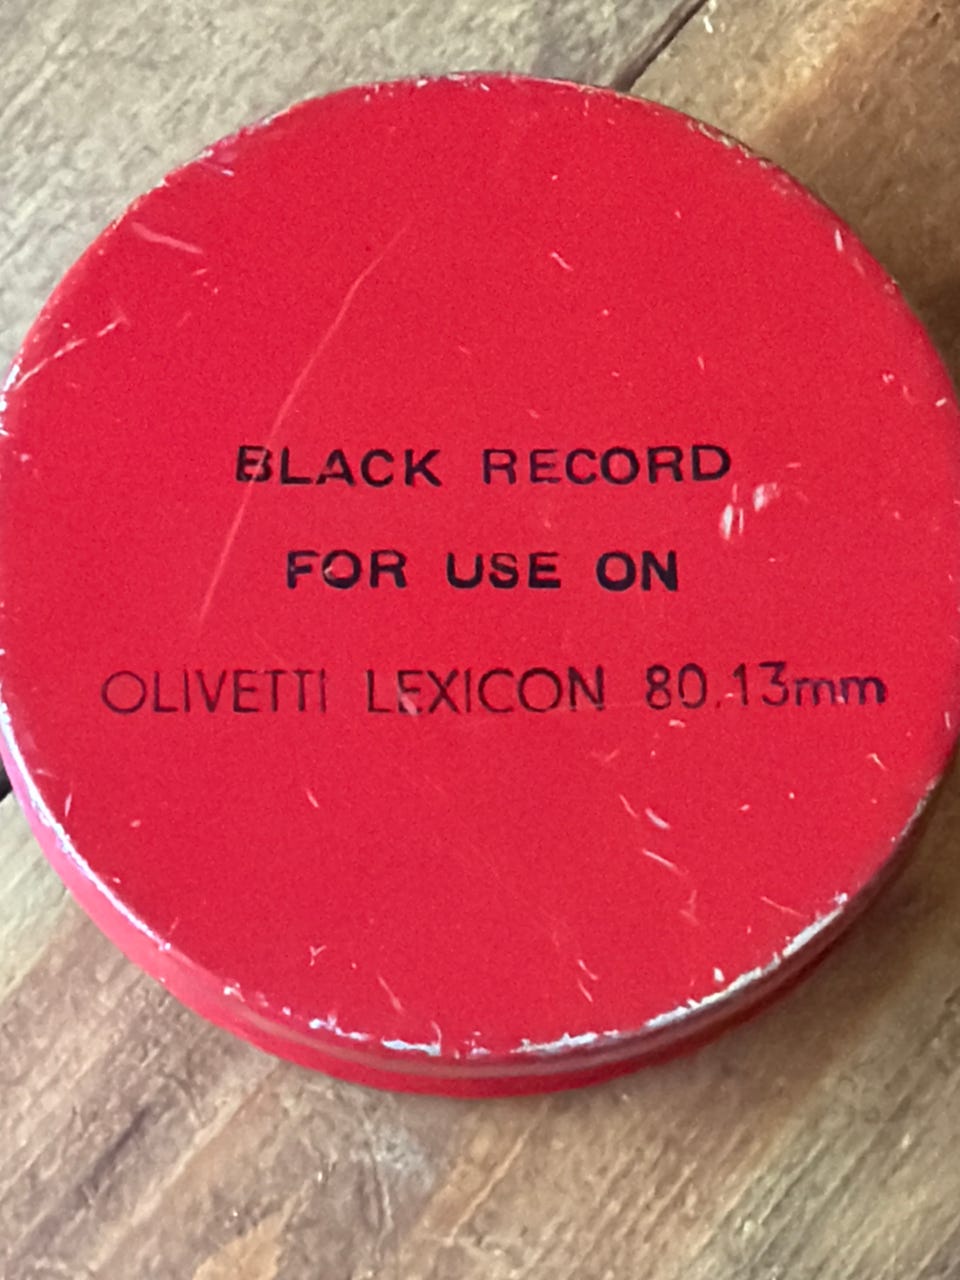 BLACK RECORD
FOR USE ON
OLIVETTI LEXICON 80.13mm